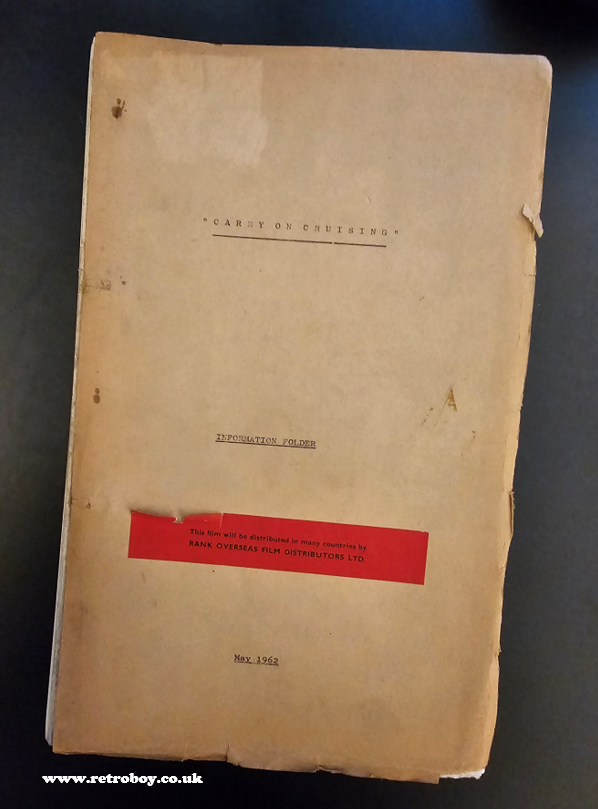 "CARRY ON CRUISING"
INFORMATION FOLDER
This film will be distributed in many countries by
RANK OVERSEAS FILM DISTRIBUTORS LTD.
May 1962
www.retroboy.co.uk